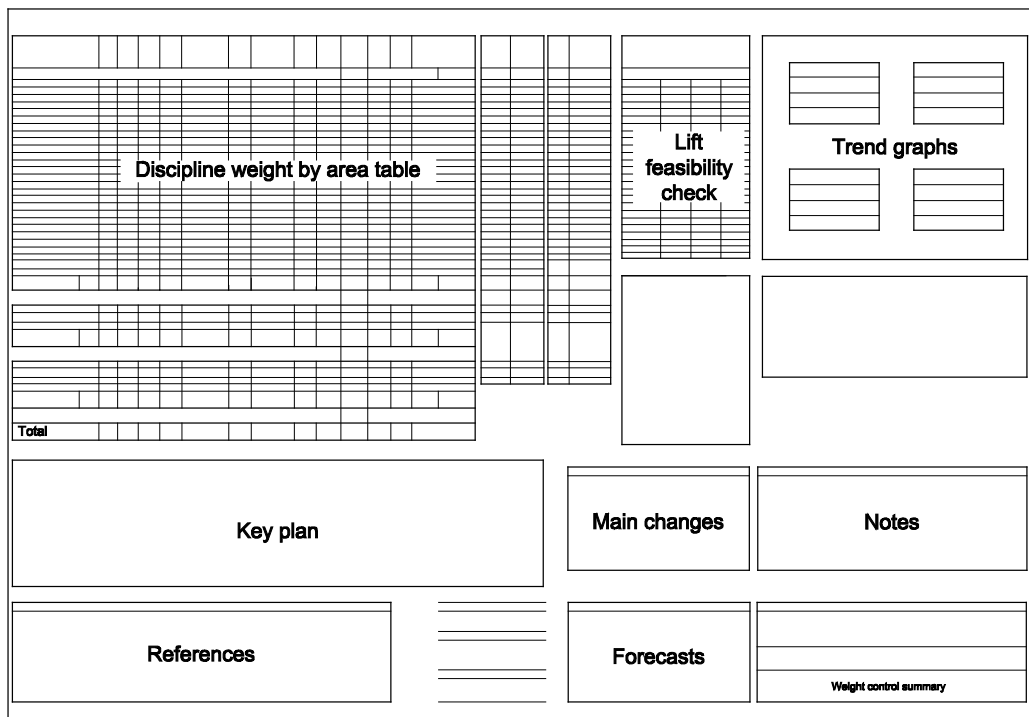 Discipline weight by area table
Lift
feasibility
check
Trend graphs
Total
Key plan
Main changes
Notes
References
Forecasts
Weight control summary